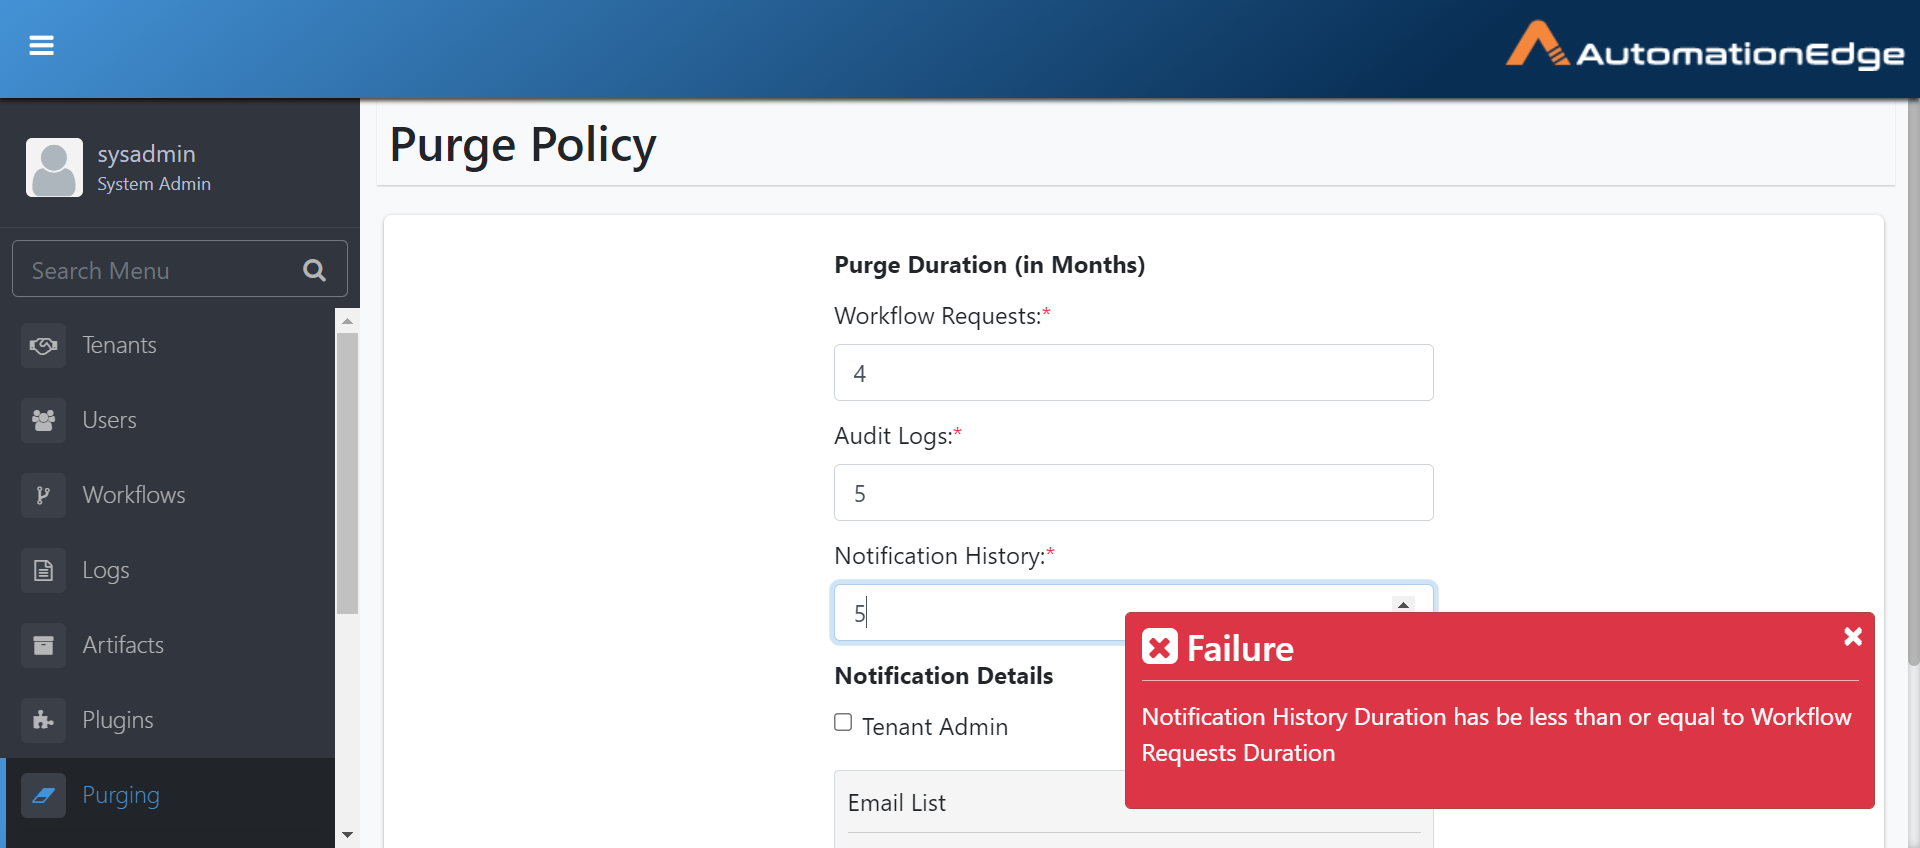 AutomationEdge
sysadmin
System Admin
Search Menu
Tenants
Users
Workflows
Logs
Artifacts
Plugins
Purging
Purge Policy
Purge Duration (in Months)
Workflow Requests:*
4
Audit Logs:*
5
Notification History:*
5
Notification Details
Tenant Admin
Email List
Failure
Notification History Duration has be less than or equal to Workflow
Requests Duration